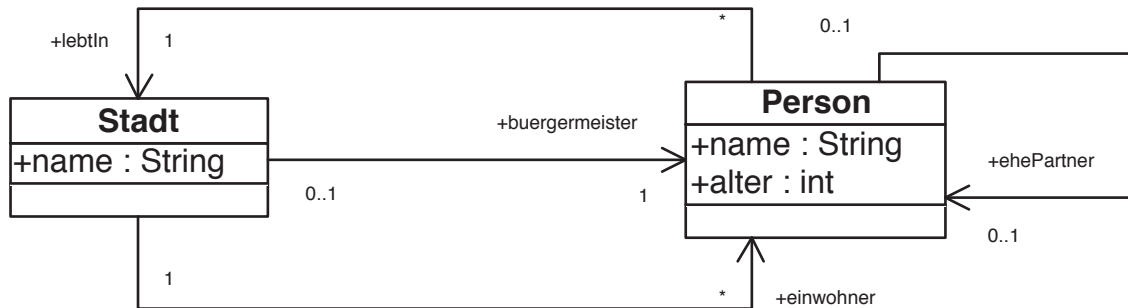 * 0..1
+lebtIn 1
Stadt
+name : String
+buergermeister
0..1 1
Person
+name : String
+alter : int
+ehePartner
0..1
1
* +einwohner